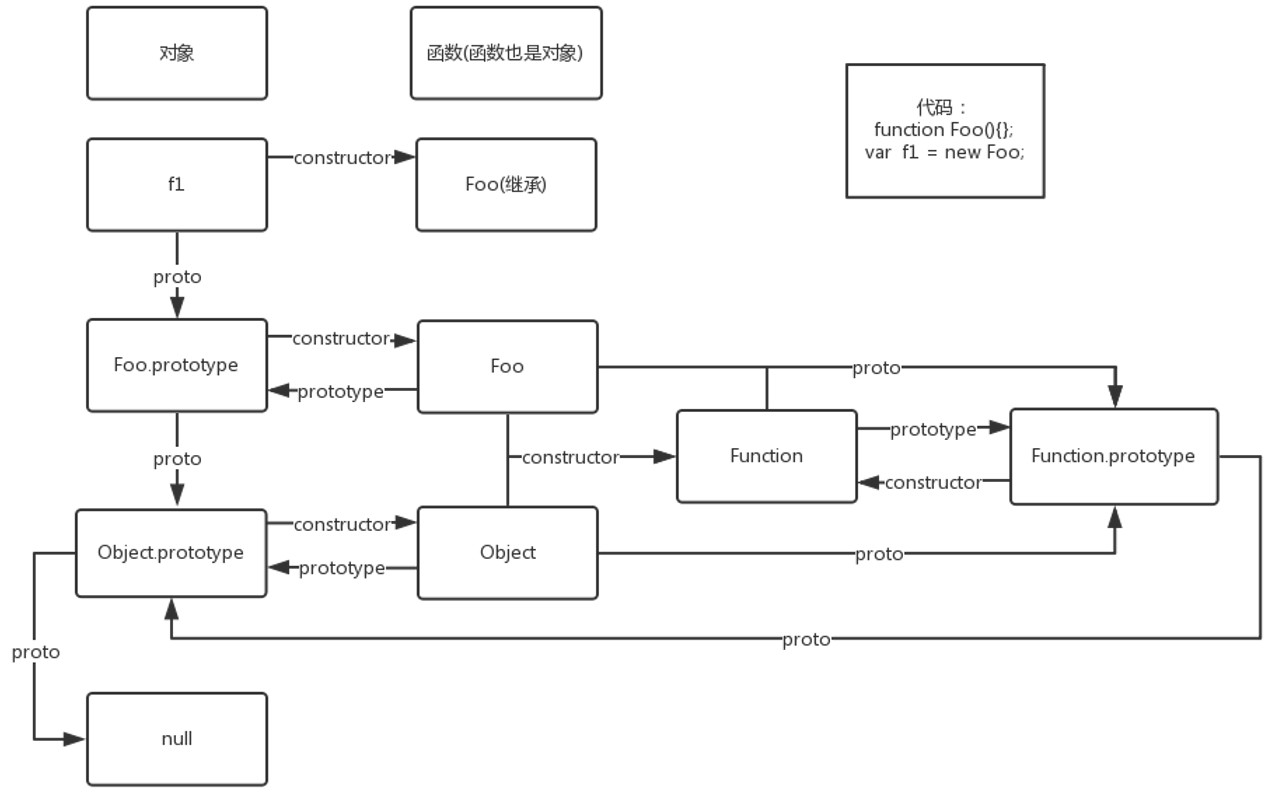 对象
函数(函数也是对象)
代码：
function Foo(){};
var f1 = new Foo;
f1
constructor
Foo(继承)
proto
Foo.prototype
constructor
prototype
Foo
proto
proto
constructor
Function
prototype
constructor
Function.prototype
Object.prototype
constructor
prototype
Object
proto
proto
proto
null